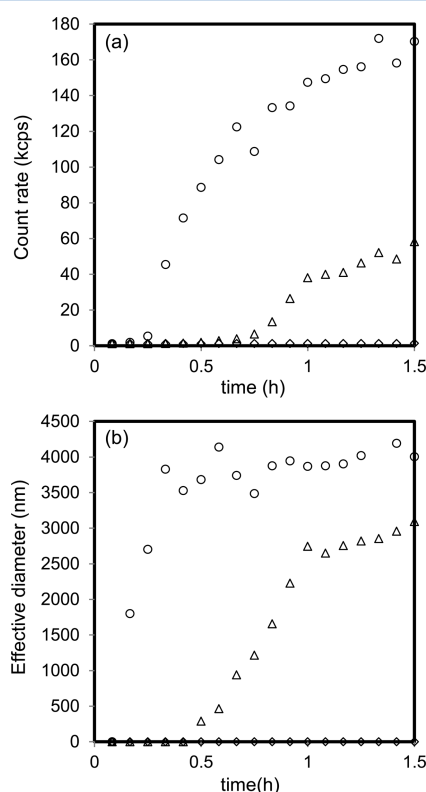 (a)
180
160
140
120
100
80
60
40
20
0
Count rate (kcps)
0 0.5 1 1.5
time (h)
(b)
4500
4000
3500
3000
2500
2000
1500
1000
500
0
Effective diameter (nm)
0 0.5 1 1.5
time(h)